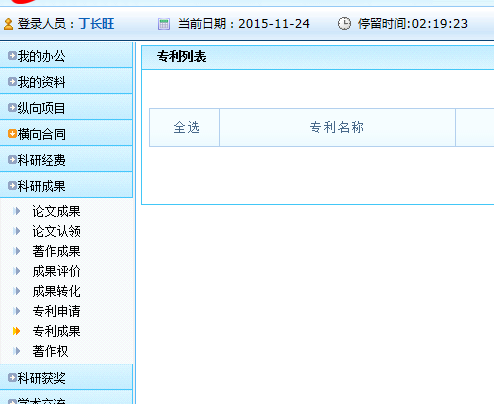 登录人员：丁长旺 当前日期：2015-11-24 停留时间:02:19:23
我的办公
我的资料
纵向项目
横向合同
科研经费
科研成果
论文成果
论文认领
著作成果
成果评价
成果转化
专利申请
专利成果
著作权
科研获奖
学术交流
专利列表
全选 专利名称